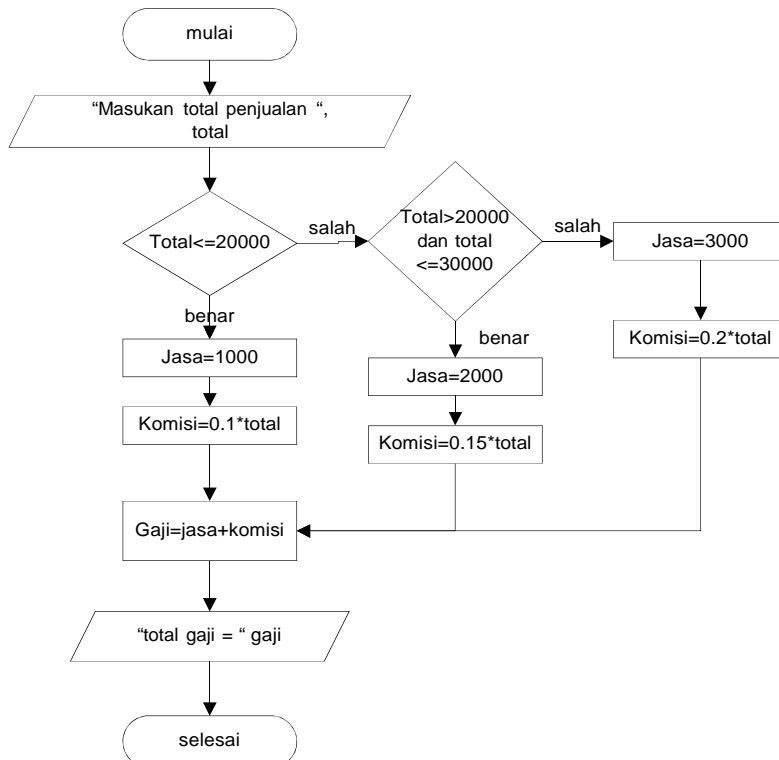 mulai
“Masukan total penjualan “,
total
Total<=20000
salah
Total>20000
dan total
<=30000
salah
Jasa=3000
Komisi=0.2*total
benar
Jasa=1000
Komisi=0.1*total
benar
Jasa=2000
Komisi=0.15*total
Gaji=jasa+komisi
“total gaji = “ gaji
selesai